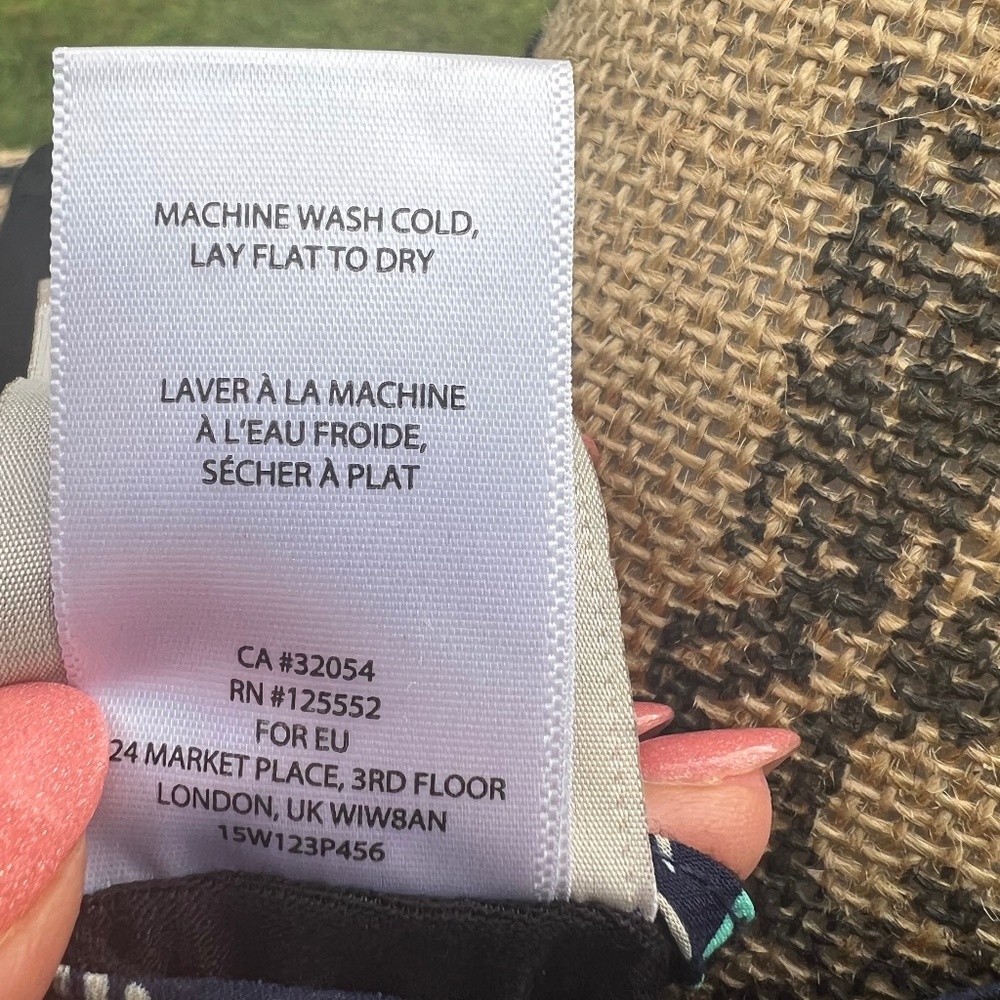 MACHINE WASH COLD,
LAY FLAT TO DRY
LAVER À LA MACHINE
À L'EAU FROIDE,
SÉCHER À PLAT
CA #32054
RN #125552
FOR EU
24 MARKET PLACE, 3RD FLOOR
LONDON, UK WIW8AN
15W123P456